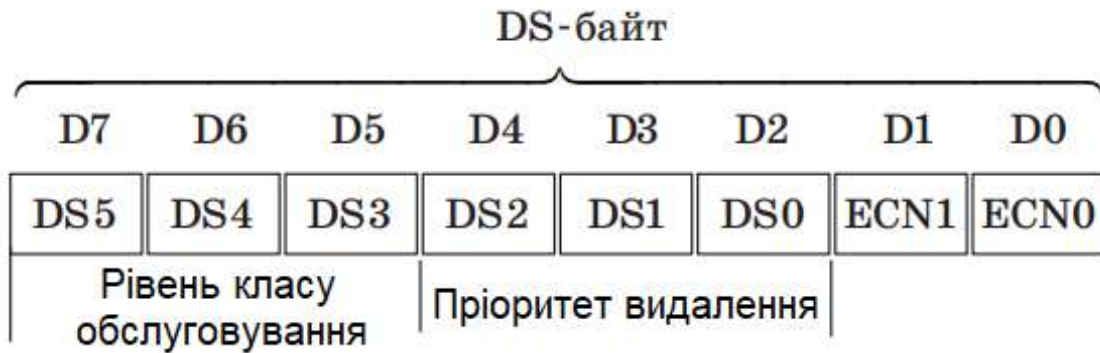 DS-байт
D7 D6 D5 D4 D3 D2 D1 D0
DS5 DS4 DS3 DS2 DS1 DS0 ECN1 ECN0
Рівень класу
обслуговування
Пріоритет видалення